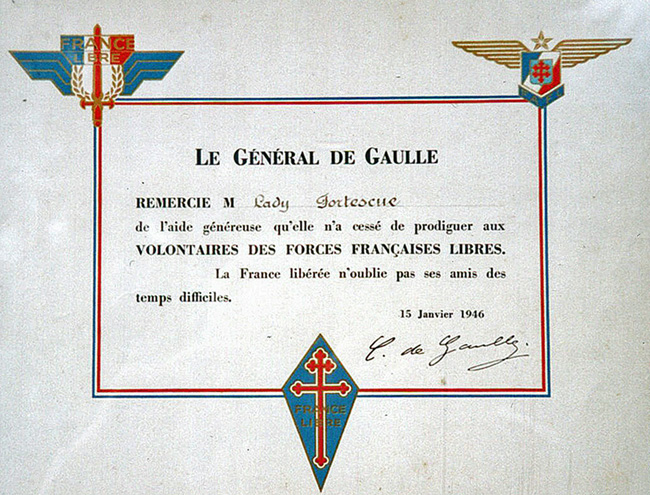 FRANCE
LIBRE
LE GÉNÉRAL DE GAULLE
REMERCIE M Lady Fortescue
de l'aide généreuse qu'elle n'a cessé de prodiguer aux
VOLONTAIRES DES FORCES FRANÇAISES LIBRES.
La France libérée n'oublie pas ses amis des
temps difficiles.
15 Janvier 1946
C. de Gaulle.
FRANCE
LIBRE